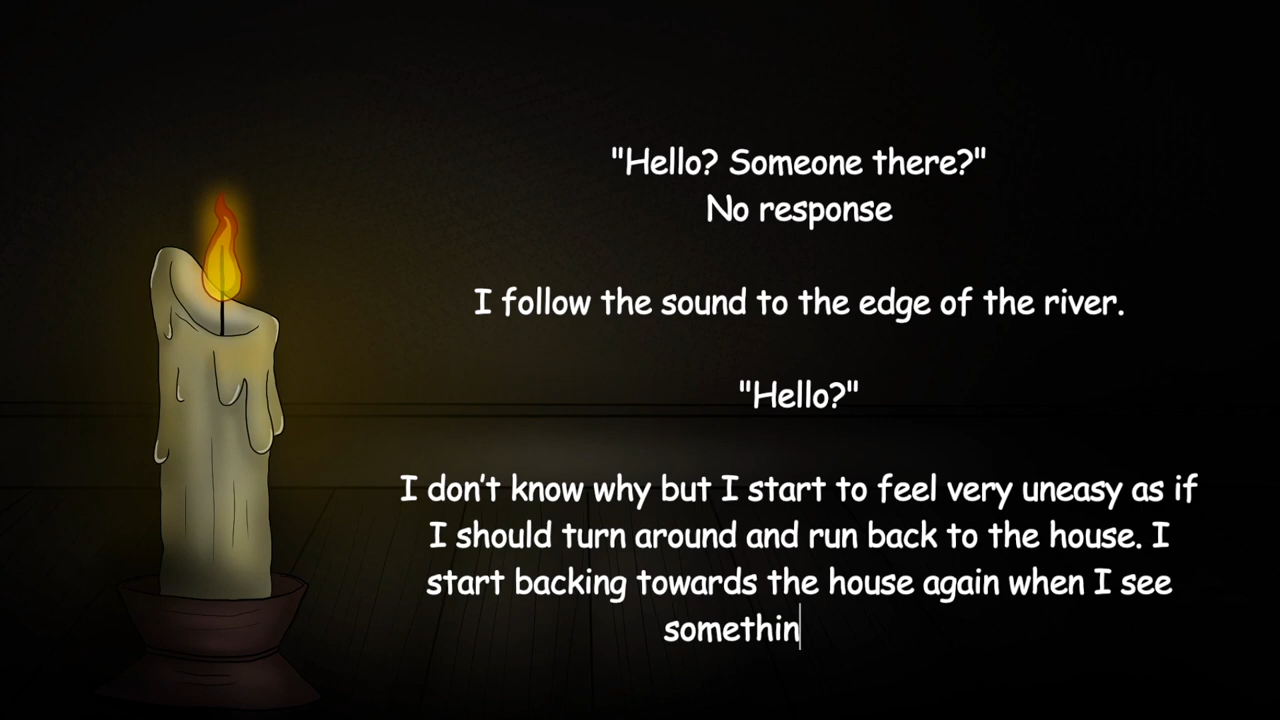 "Hello? Someone there?"
No response
I follow the sound to the edge of the river.
"Hello?"
I don't know why but I start to feel very uneasy as if
I should turn around and run back to the house. I
start backing towards the house again when I see
somethin